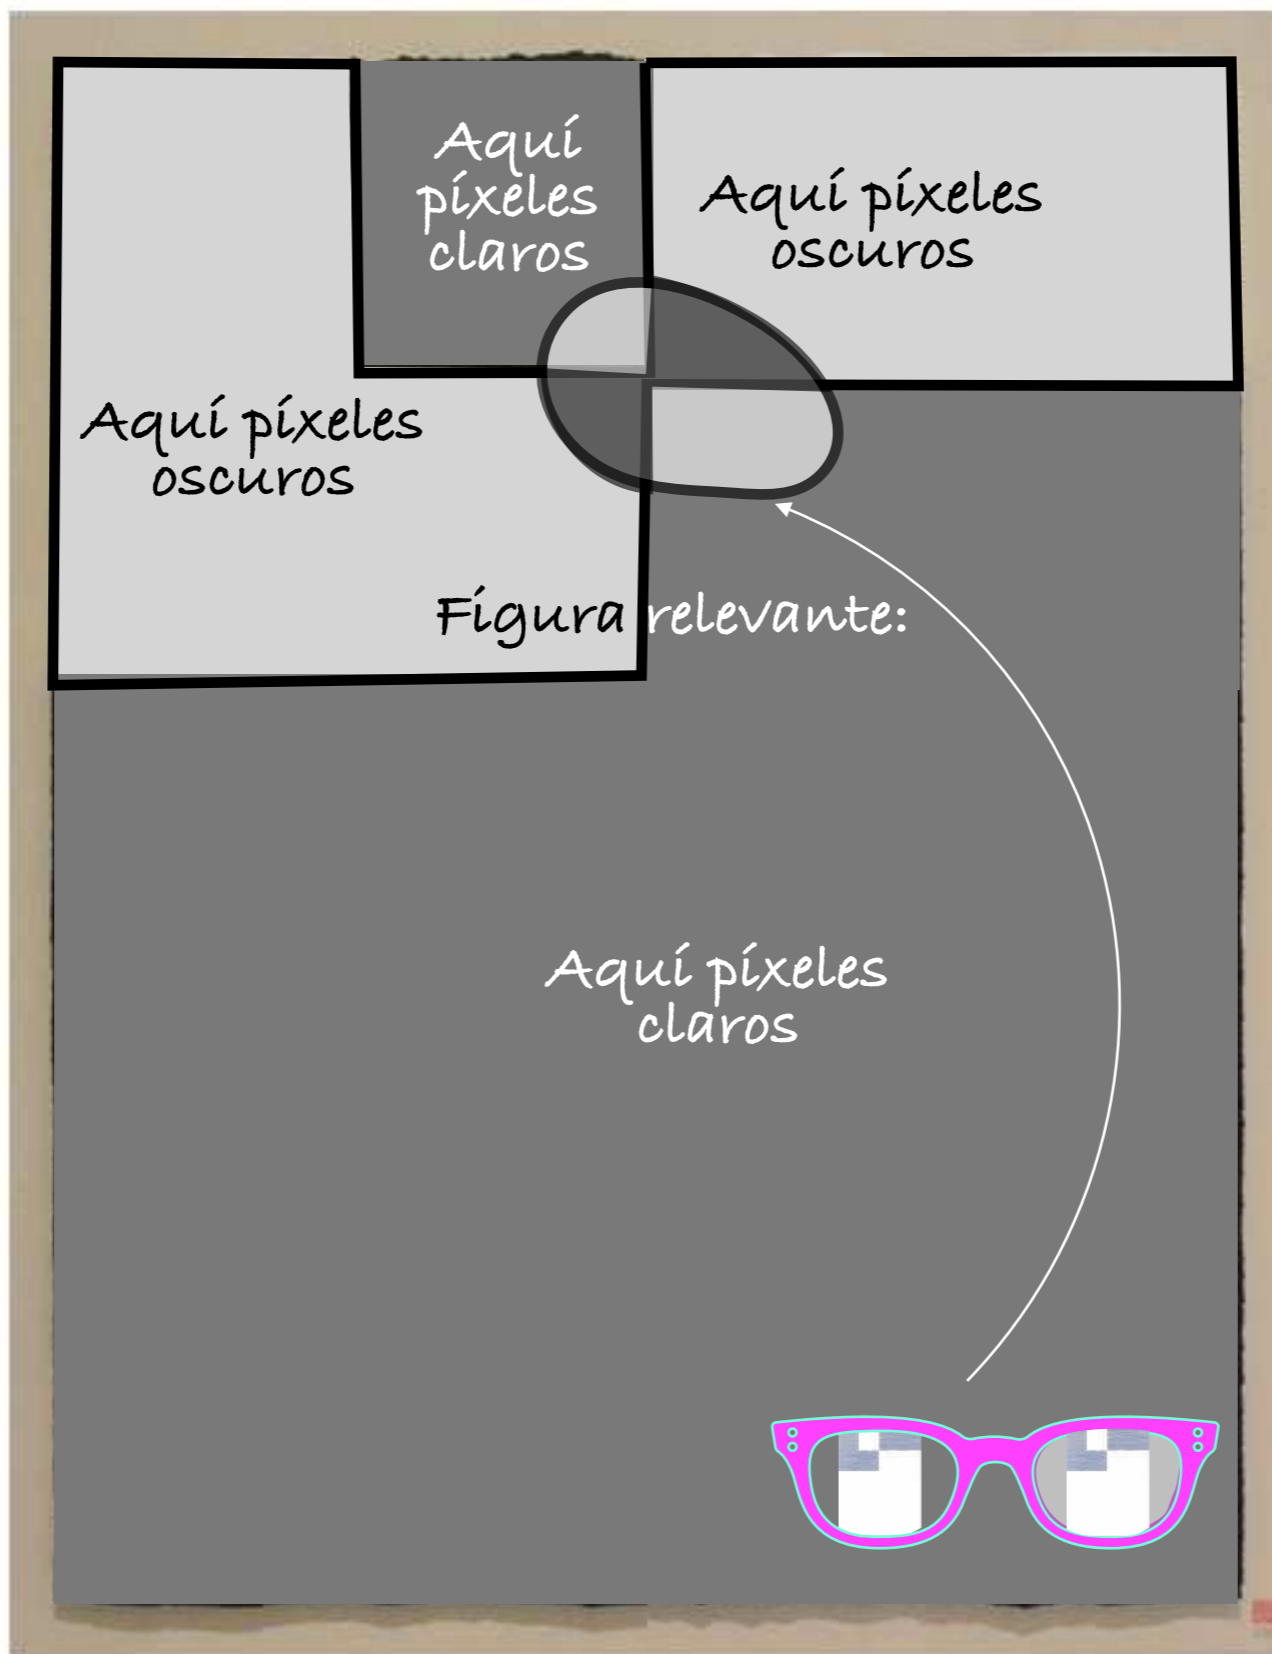 Aquí
píxeles
claros
Aquí píxeles
oscuros
Aquí píxeles
oscuros
Figura relevante:
Aquí píxeles
claros